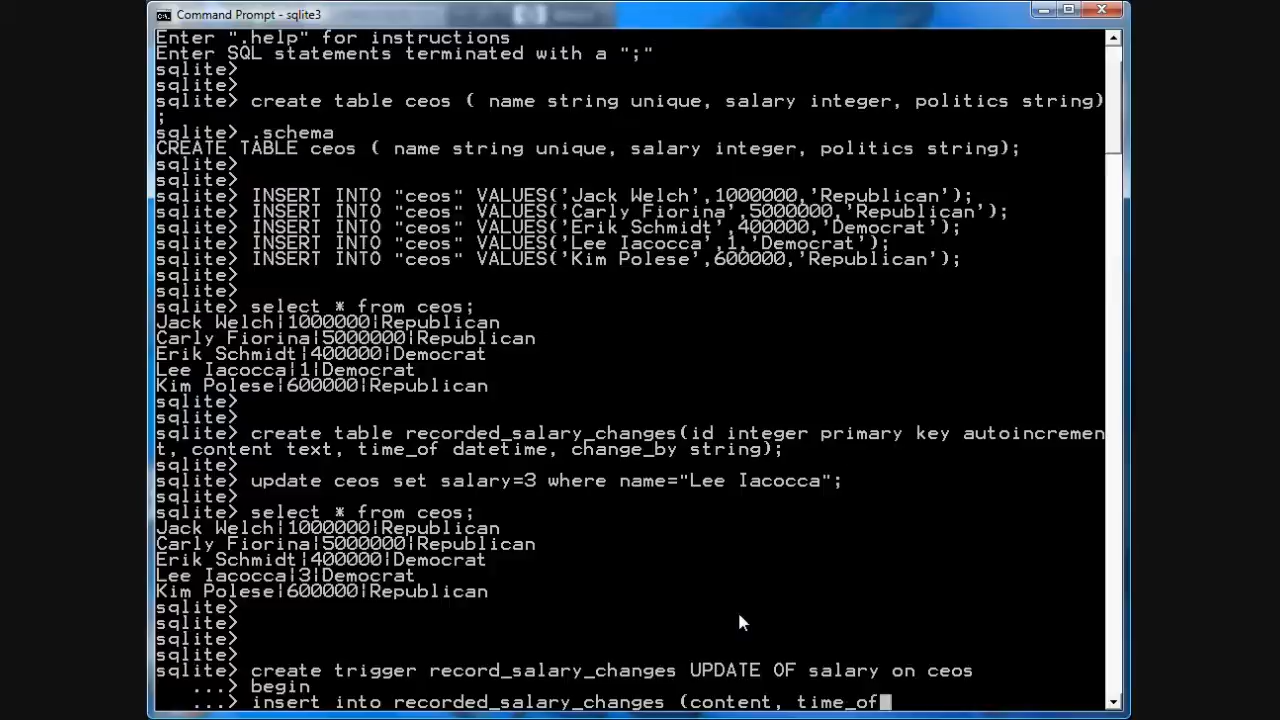 Command Prompt - sqlite3
Enter ".help" for instructions
Enter SQL statements terminated with a ";"
sqlite>
sqlite>
sqlite> create table ceos ( name string unique, salary integer, politics string)
;
sqlite> .schema
CREATE TABLE ceos ( name string unique, salary integer, politics string);
sqlite>
sqlite>
sqlite> INSERT INTO "ceos" VALUES('Jack Welch',1000000,'Republican');
sqlite> INSERT INTO "ceos" VALUES('Carly Fiorina',5000000,'Republican');
sqlite> INSERT INTO "ceos" VALUES('Erik Schmidt',400000,'Democrat');
sqlite> INSERT INTO "ceos" VALUES('Lee Iacocca',1,'Democrat');
sqlite> INSERT INTO "ceos" VALUES('Kim Polese',600000,'Republican');
sqlite>
sqlite>
sqlite> select * from ceos;
Jack Welch|1000000|Republican
Carly Fiorina|5000000|Republican
Erik Schmidt|400000|Democrat
Lee Iacocca|1|Democrat
Kim Polese|600000|Republican
sqlite>
sqlite>
sqlite> create table recorded_salary_changes(id integer primary key autoincremen
t, content text, time_of datetime, change_by string);
sqlite>
sqlite> update ceos set salary=3 where name="Lee Iacocca";
sqlite>
sqlite> select * from ceos;
Jack Welch|1000000|Republican
Carly Fiorina|5000000|Republican
Erik Schmidt|400000|Democrat
Lee Iacocca|3|Democrat
Kim Polese|600000|Republican
sqlite>
sqlite>
sqlite>
sqlite>
sqlite> create trigger record_salary_changes UPDATE OF salary on ceos
...> begin
...> insert into recorded_salary_changes (content, time_of